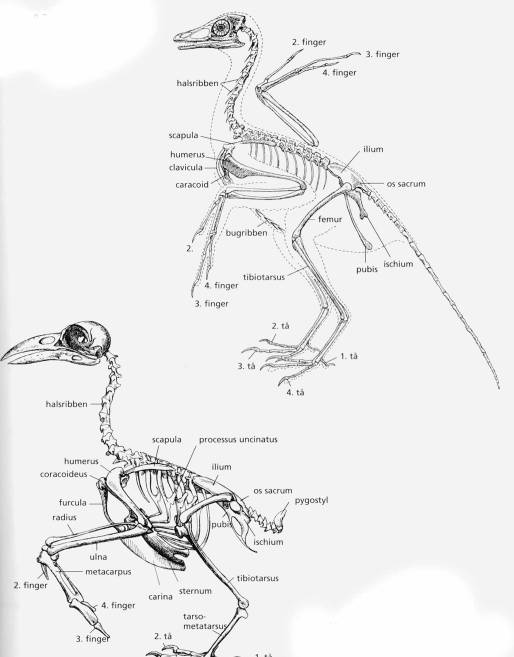 2. finger
3. finger
4. finger
halsribben
scapula
humerus
clavicula
caracoid
ilium
os sacrum
femur
bugribben
2.
pubis
ischium
tibiotarsus
4. finger
3. finger
2. tå
3. tå
1. tå
4. tå
halsribben
scapula
processus uncinatus
humerus
coracoideus
ilium
os sacrum
pygostyl
furcula
radius
pubis
ischium
ulna
metacarpus
2. finger
tibiotarsus
sternum
carina
4. finger
tarso-
metatarsus
3. finger
2. tå
1. tå